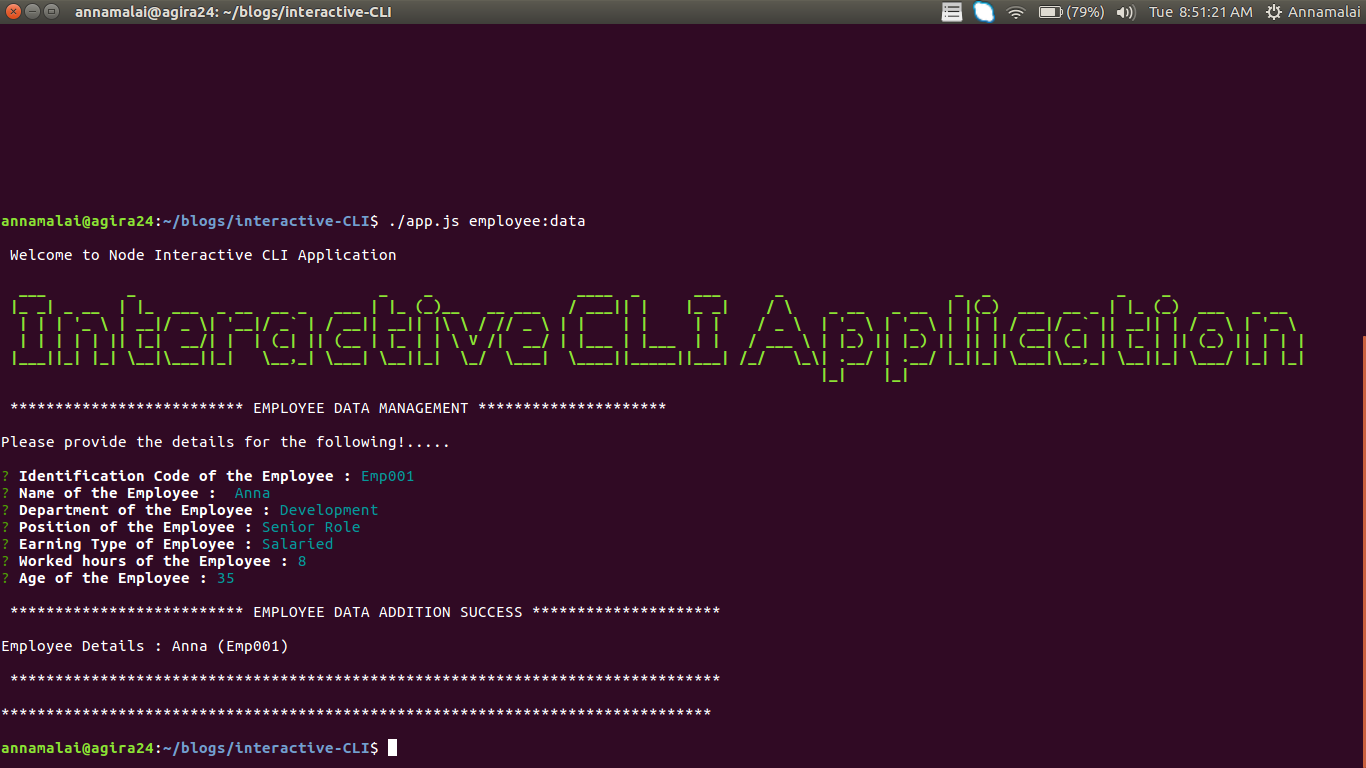 annamalai@agira24: ~/blogs/interactive-CLI (79%) Tue 8:51:21 AM Annamalai
annamalai@agira24:~/blogs/interactive-CLI$ ./app.js employee:data
Welcome to Node Interactive CLI Application
Interactive CLI Application
************************** EMPLOYEE DATA MANAGEMENT *********************
Please provide the details for the following!.....
? Identification Code of the Employee : Emp001
? Name of the Employee :  Anna
? Department of the Employee : Development
? Position of the Employee : Senior Role
? Earning Type of Employee : Salaried
? Worked hours of the Employee : 8
? Age of the Employee : 35
************************** EMPLOYEE DATA ADDITION SUCCESS *********************
Employee Details : Anna (Emp001)
*******************************************************************************
*******************************************************************************
annamalai@agira24:~/blogs/interactive-CLI$